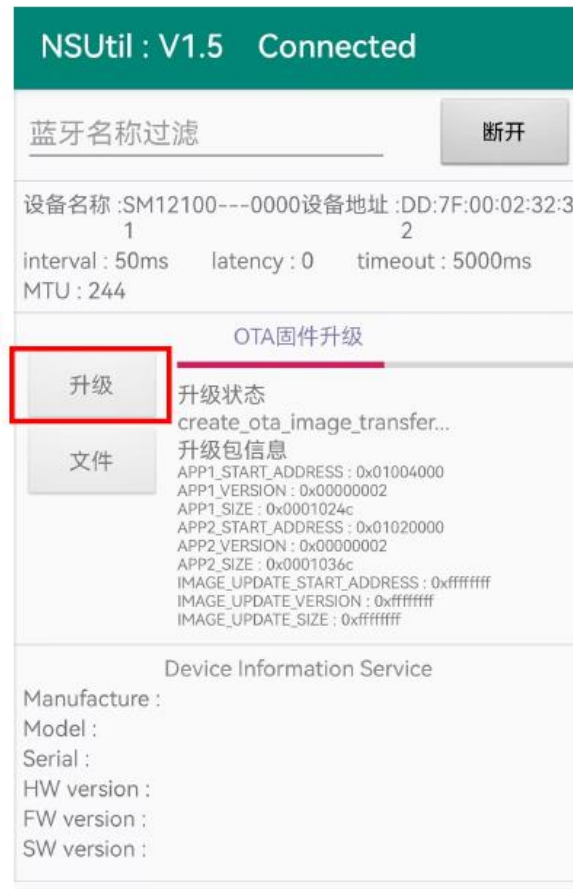 NSUtil : V1.5 Connected
蓝牙名称过滤
断开
设备名称 :SM12100---0000设备地址 :DD:7F:00:02:32:3
1 2
interval : 50ms latency : 0 timeout : 5000ms
MTU : 244
OTA固件升级
升级
升级状态
create_ota_image_transfer...
文件
升级包信息
APP1_START_ADDRESS : 0x01004000
APP1_VERSION : 0x00000002
APP1_SIZE : 0x0001024c
APP2_START_ADDRESS : 0x01020000
APP2_VERSION : 0x00000002
APP2_SIZE : 0x0001036c
IMAGE_UPDATE_START_ADDRESS : 0xffffffff
IMAGE_UPDATE_VERSION : 0xffffffff
IMAGE_UPDATE_SIZE : 0xffffffff
Device Information Service
Manufacture :
Model :
Serial :
HW version :
FW version :
SW version :